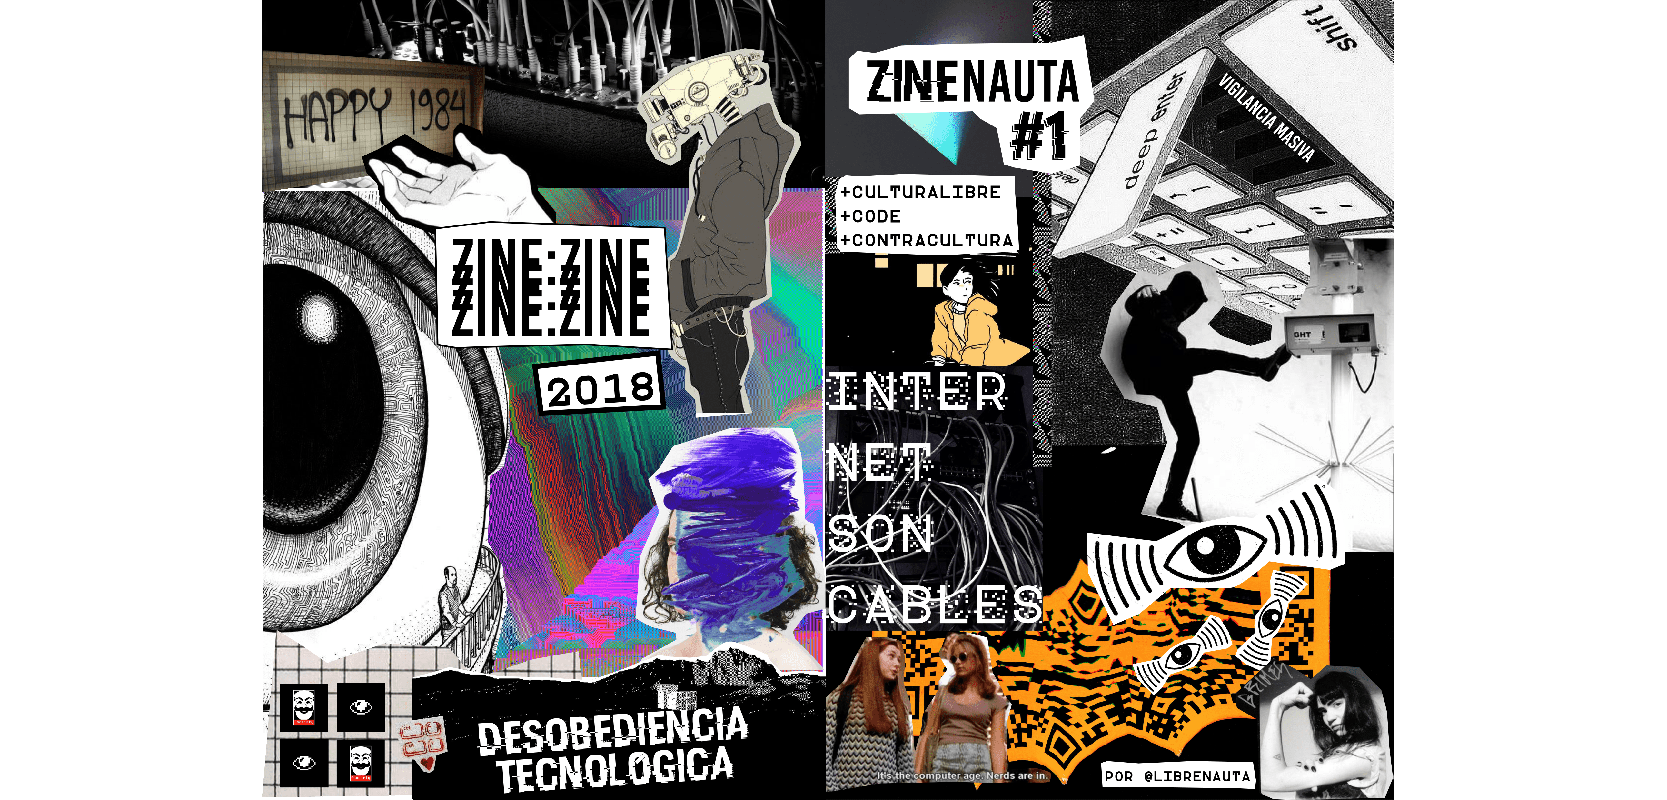 HAPPY 1984
ZINE:ZINE
ZINE:ZINE
2018
DESOBEDIENCIA
TECNOLOGICA
ZINENAUTA
#1
+CULTURALIBRE
+CODE
+CONTRACULTURA
INTER
NET
SON
CABLES
It's the computer age. Nerds are in.
shift
deep enter
VIGILANCIA MASIVA
GHT
POR @LIBRENAUTA